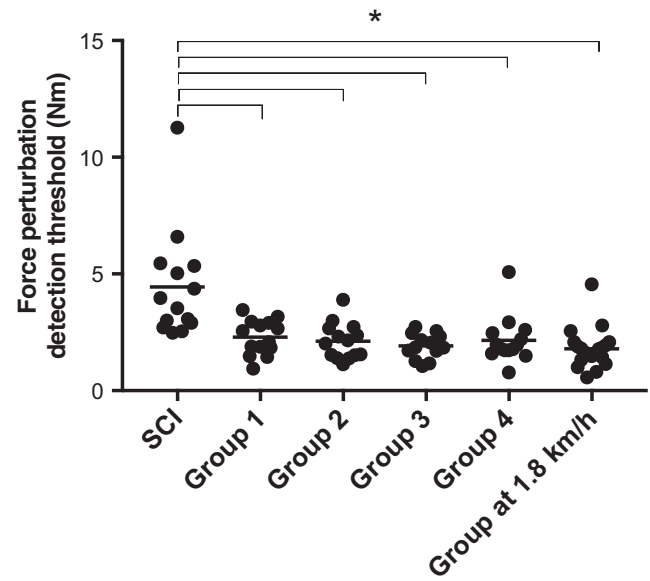 *
15
10
5
0
Force perturbation
detection threshold (Nm)
SCI
Group 1
Group 2
Group 3
Group 4
Group at 1.8 km/h